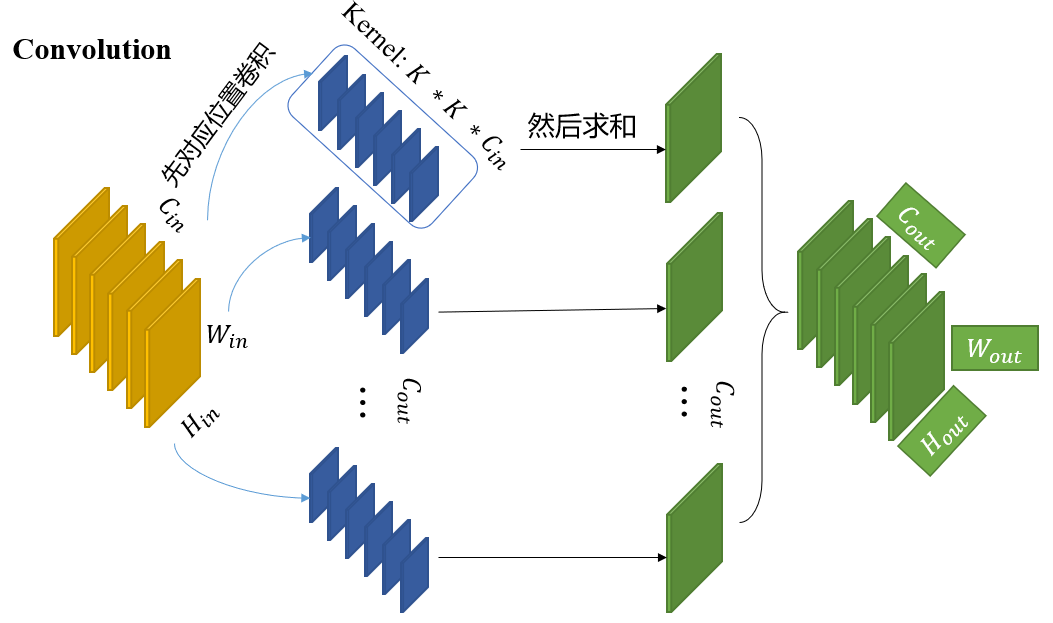 Convolution
先对应位置卷积
Kernel: K * K * C_{in}
然后求和
C_{in}
W_{in}
H_{in}
... C_{out}
... C_{out}
C_{out}
W_{out}
H_{out}